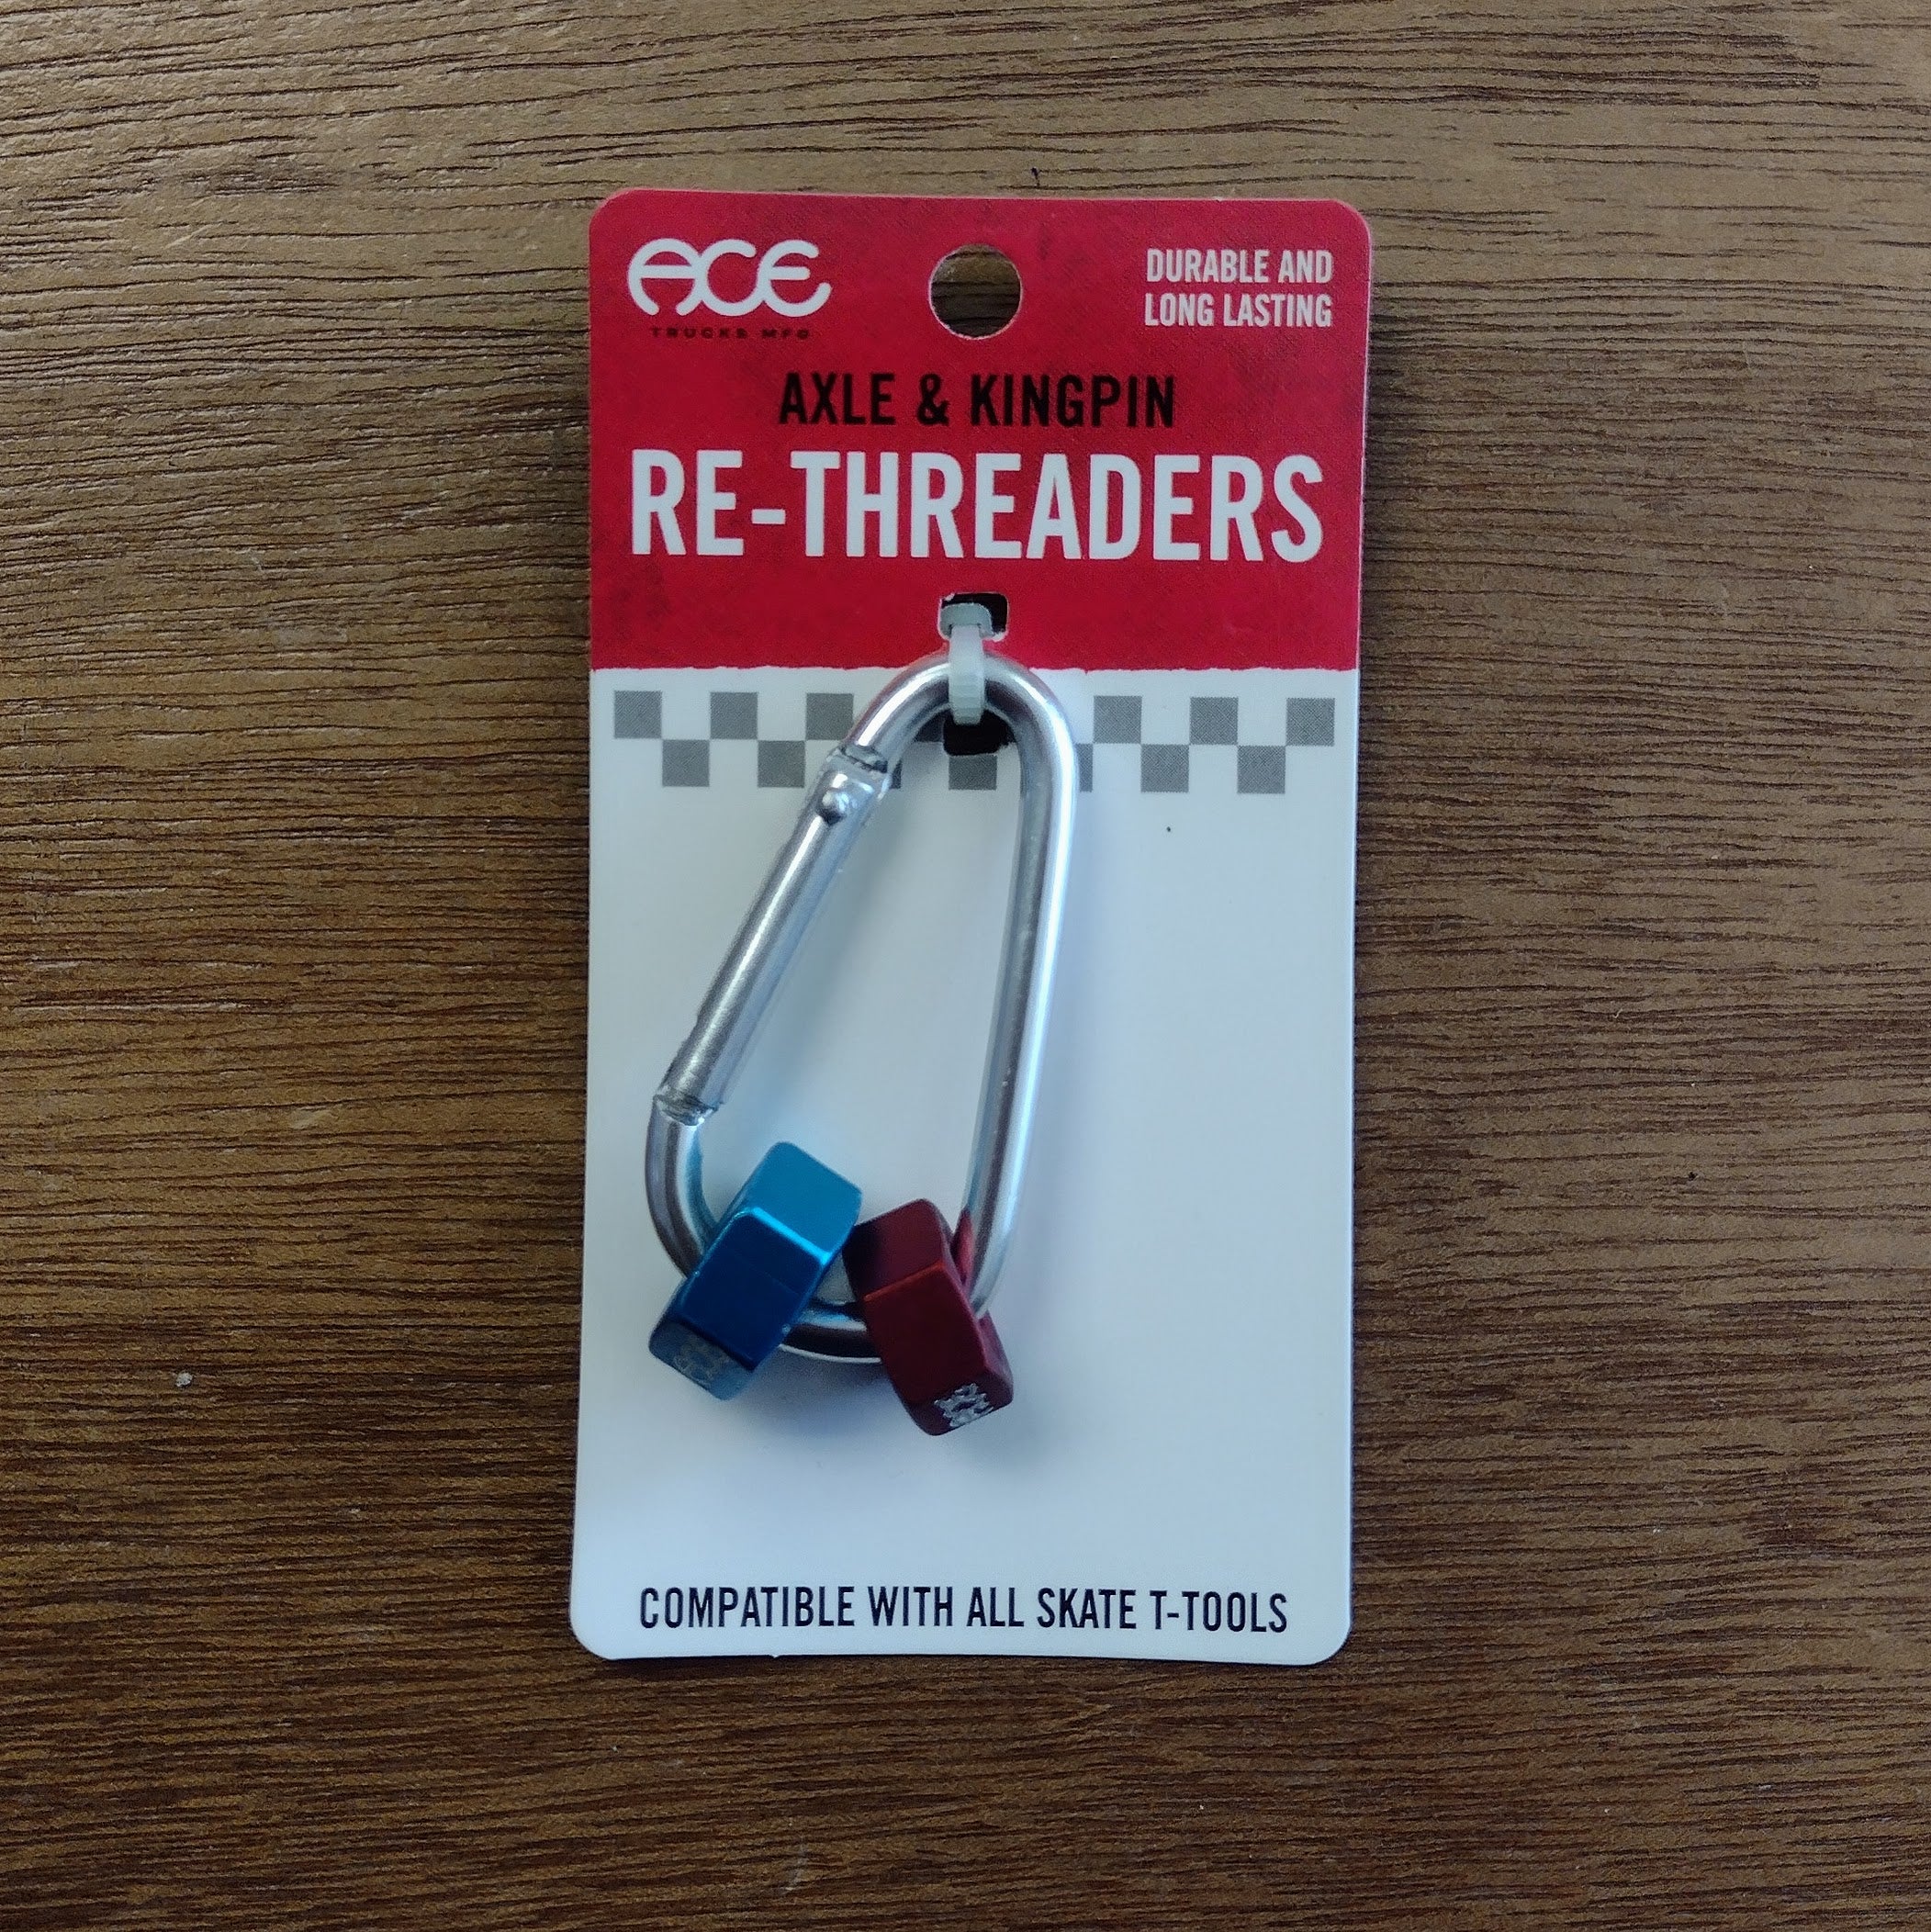 ACE
TRUCKS MFG
DURABLE AND
LONG LASTING
AXLE & KINGPIN
RE-THREADERS
COMPATIBLE WITH ALL SKATE T-TOOLS